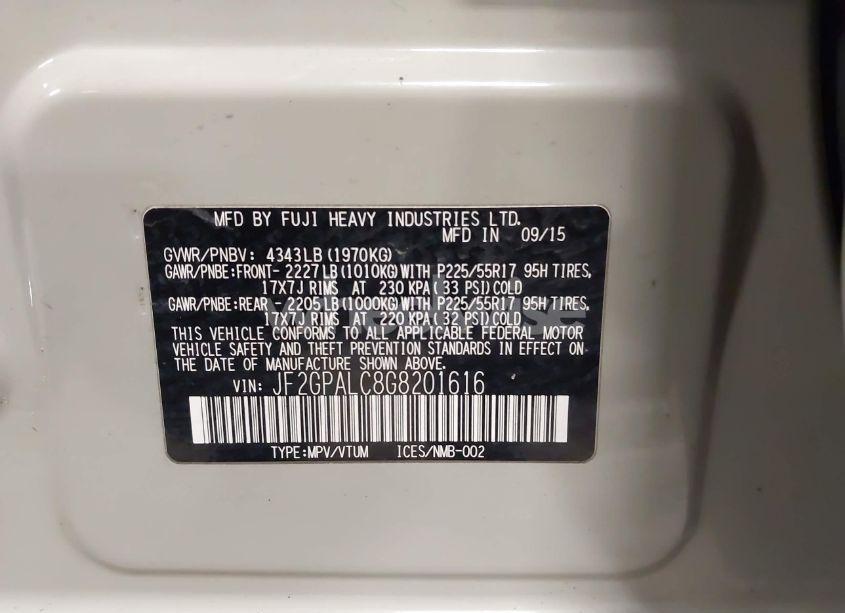 MFD BY FUJI HEAVY INDUSTRIES LTD.
MFD IN 09/15
GVWR/PNBV: 4343LB(1970KG)
GAWR/PNBE:FRONT- 2227LB(1010KG)WITH P225/55R17 95H TIRES,
17X7J RIMS AT 230 KPA(33 PSI)COLD
GAWR/PNBE:REAR -2205LB(1000KG)WITH P225/55R17 95H TIRES,
17X7J RIMS AT 220 KPA(32 PSI)COLD
THIS VEHICLE CONFORMS TO ALL APPLICABLE FEDERAL MOTOR
VEHICLE SAFETY AND THEFT PREVENTION STANDARDS IN EFFECT ON
THE DATE OF MANUFACTURE SHOWN ABOVE.
VIN: JF2GPALC8G8201616
TYPE:MPV/VTUM ICES/NMB-002